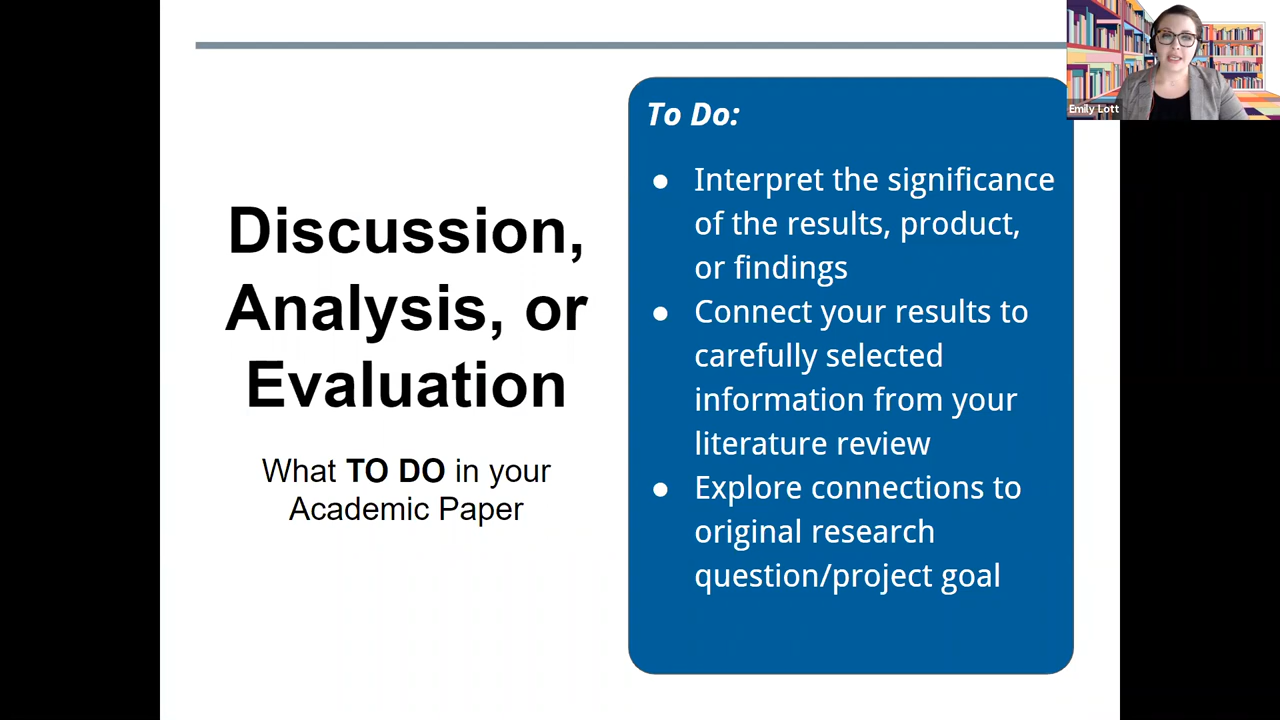 Discussion,
Analysis, or
Evaluation
What TO DO in your
Academic Paper
To Do:
● Interpret the significance
of the results, product,
or findings
● Connect your results to
carefully selected
information from your
literature review
● Explore connections to
original research
question/project goal
Emily Lott